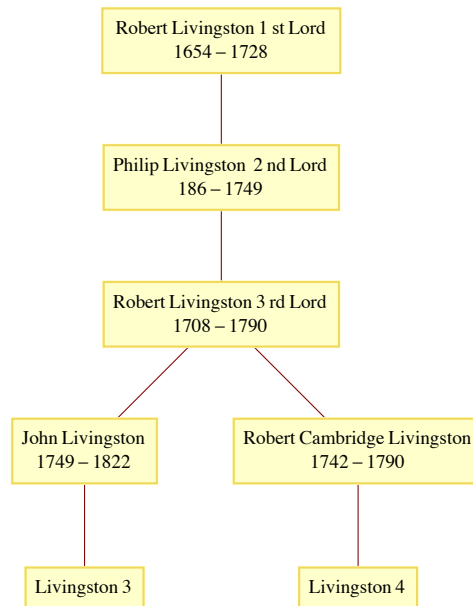 Robert Livingston 1 st Lord
1654 – 1728
Philip Livingston 2 nd Lord
186 – 1749
Robert Livingston 3 rd Lord
1708 – 1790
John Livingston
1749 – 1822
Robert Cambridge Livingston
1742 – 1790
Livingston 3
Livingston 4